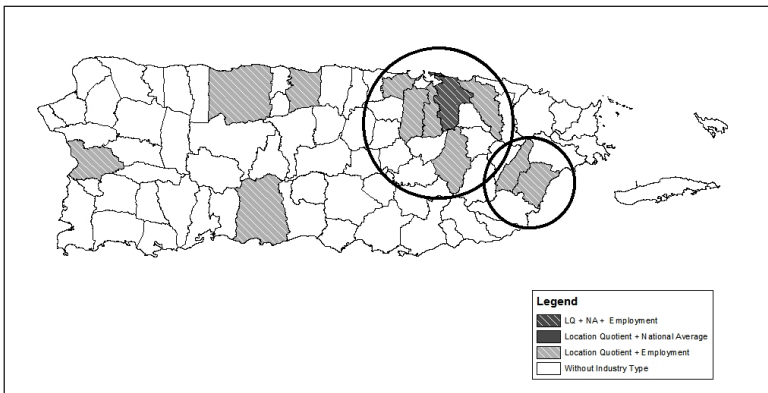 Legend
LQ + NA + Employment
Location Quotient + National Average
Location Quotient + Employment
Without Industry Type